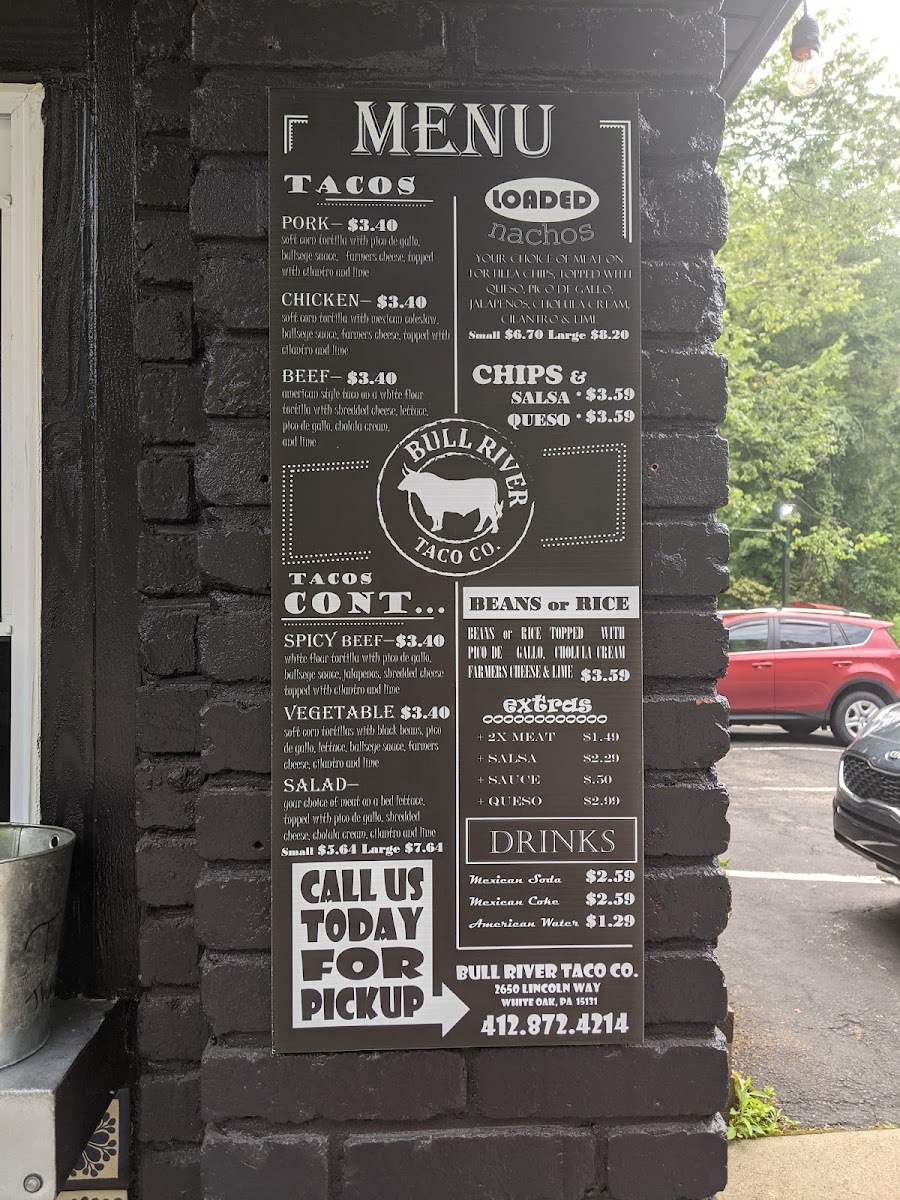 MENU
TACOS
PORK— $3.40
soft corn tortilla with pico de gallo,
bullseye sauce, farmers cheese, topped
with cilantro and lime
CHICKEN— $3.40
soft corn tortilla with mexican coleslaw,
bullseye sauce, farmers cheese, topped with
cilantro and lime
BEEF— $3.40
american style taco on a white flour
tortilla with shredded cheese, lettuce,
pico de gallo, cholula cream,
and lime
LOADED
nachos
YOUR CHOICE OF MEAT ON
TORTILLA CHIPS, TOPPED WITH
QUESO, PICO DE GALLO,
JALAPENOS, CHOLULA CREAM,
CILANTRO & LIME
Small $6.70 Large $8.20
CHIPS &
SALSA · $3.59
QUESO · $3.59
BULL RIVER
TACO CO.
TACOS
CONT...
SPICY BEEF—$3.40
white flour tortilla with pico de gallo,
bullseye sauce, jalapenos, shredded cheese
topped with cilantro and lime
VEGETABLE $3.40
soft corn tortillas with black beans, pico
de gallo, lettuce, bullseye sauce, farmers
cheese, cilantro and lime
SALAD—
your choice of meat on a bed lettuce,
topped with pico de gallo, shredded
cheese, cholula cream, cilantro and lime
Small $5.64 Large $7.64
BEANS or RICE
BEANS or RICE TOPPED WITH
PICO DE GALLO, CHOLULA CREAM
FARMERS CHEESE & LIME $3.59
extras
+ 2X MEAT $1.49
+ SALSA $2.29
+ SAUCE $.50
+ QUESO $2.99
DRINKS
Mexican Soda $2.59
Mexican Coke $2.59
American Water $1.29
CALL US
TODAY
FOR
PICKUP
BULL RIVER TACO CO.
2650 LINCOLN WAY
WHITE OAK, PA 15131
412.872.4214